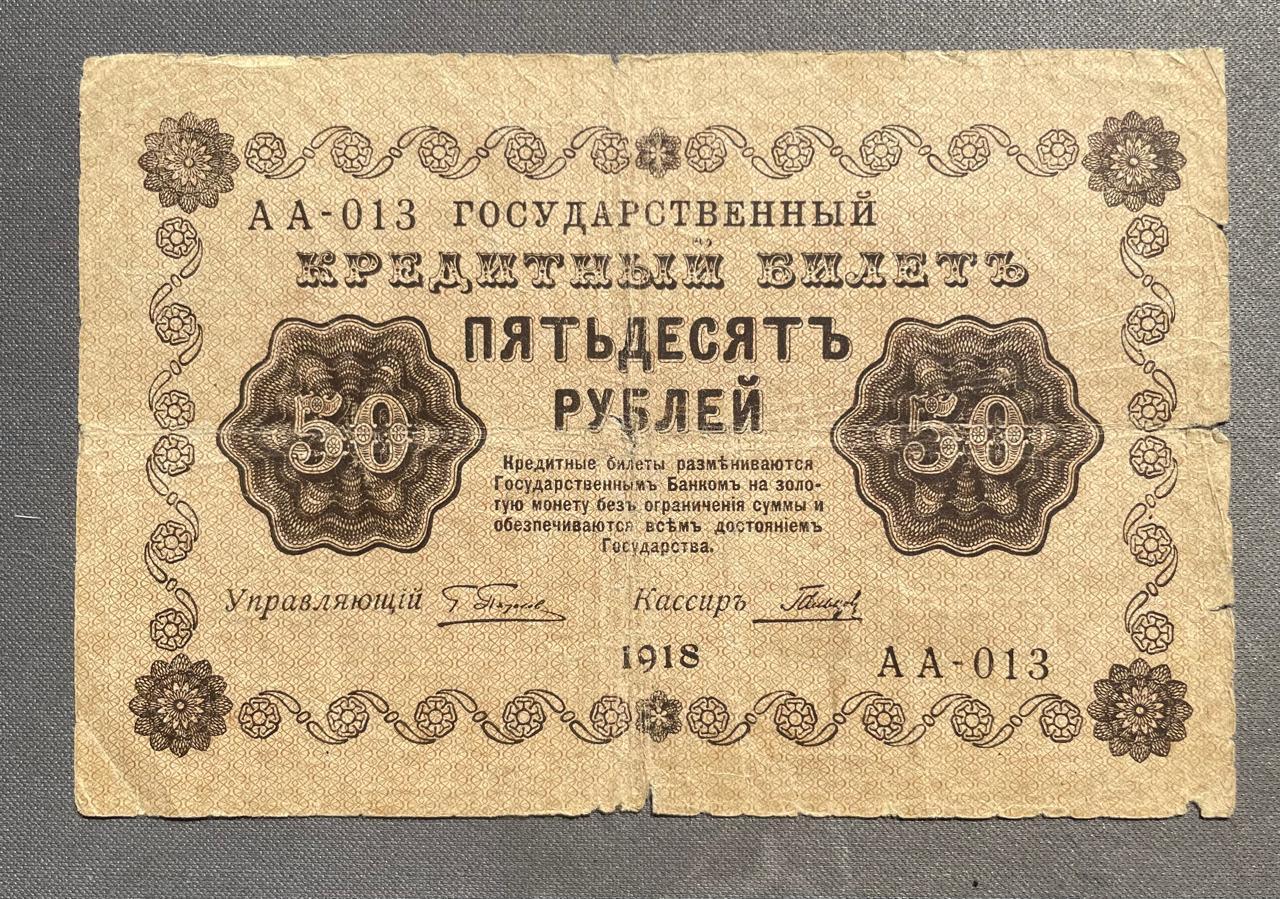 АА-013 ГОСУДАРСТВЕННЫЙ
КРЕДИТНЫЙ БИЛЕТЪ
ПЯТЬДЕСЯТЪ
РУБЛЕЙ
50 50
Кредитные билеты размѣниваются
Государственнымъ Банкомъ на золо-
тую монету безъ ограниченія суммы и
обезпечиваются всѣмъ достояніемъ
Государства.
Управляющій Кассиръ
1918
АА-013